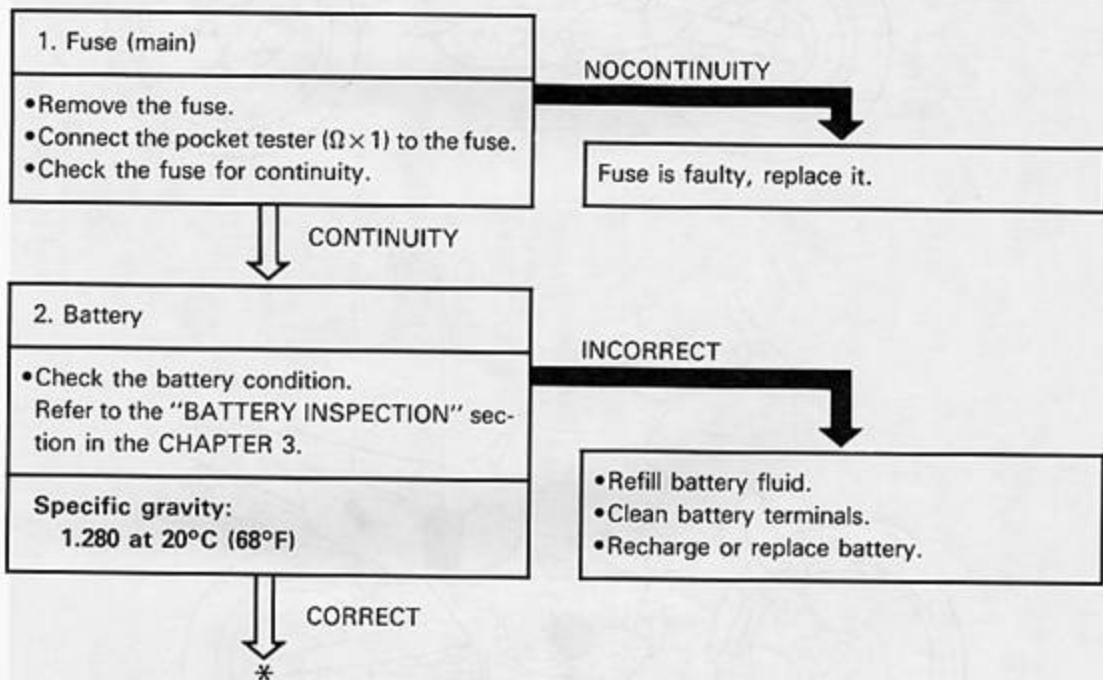 1. Fuse (main)
•Remove the fuse.
•Connect the pocket tester (Ω×1) to the fuse.
•Check the fuse for continuity.
NOCONTINUITY
Fuse is faulty, replace it.
CONTINUITY
2. Battery
•Check the battery condition.
Refer to the "BATTERY INSPECTION" sec-
tion in the CHAPTER 3.
Specific gravity:
1.280 at 20°C (68°F)
INCORRECT
•Refill battery fluid.
•Clean battery terminals.
•Recharge or replace battery.
CORRECT
*